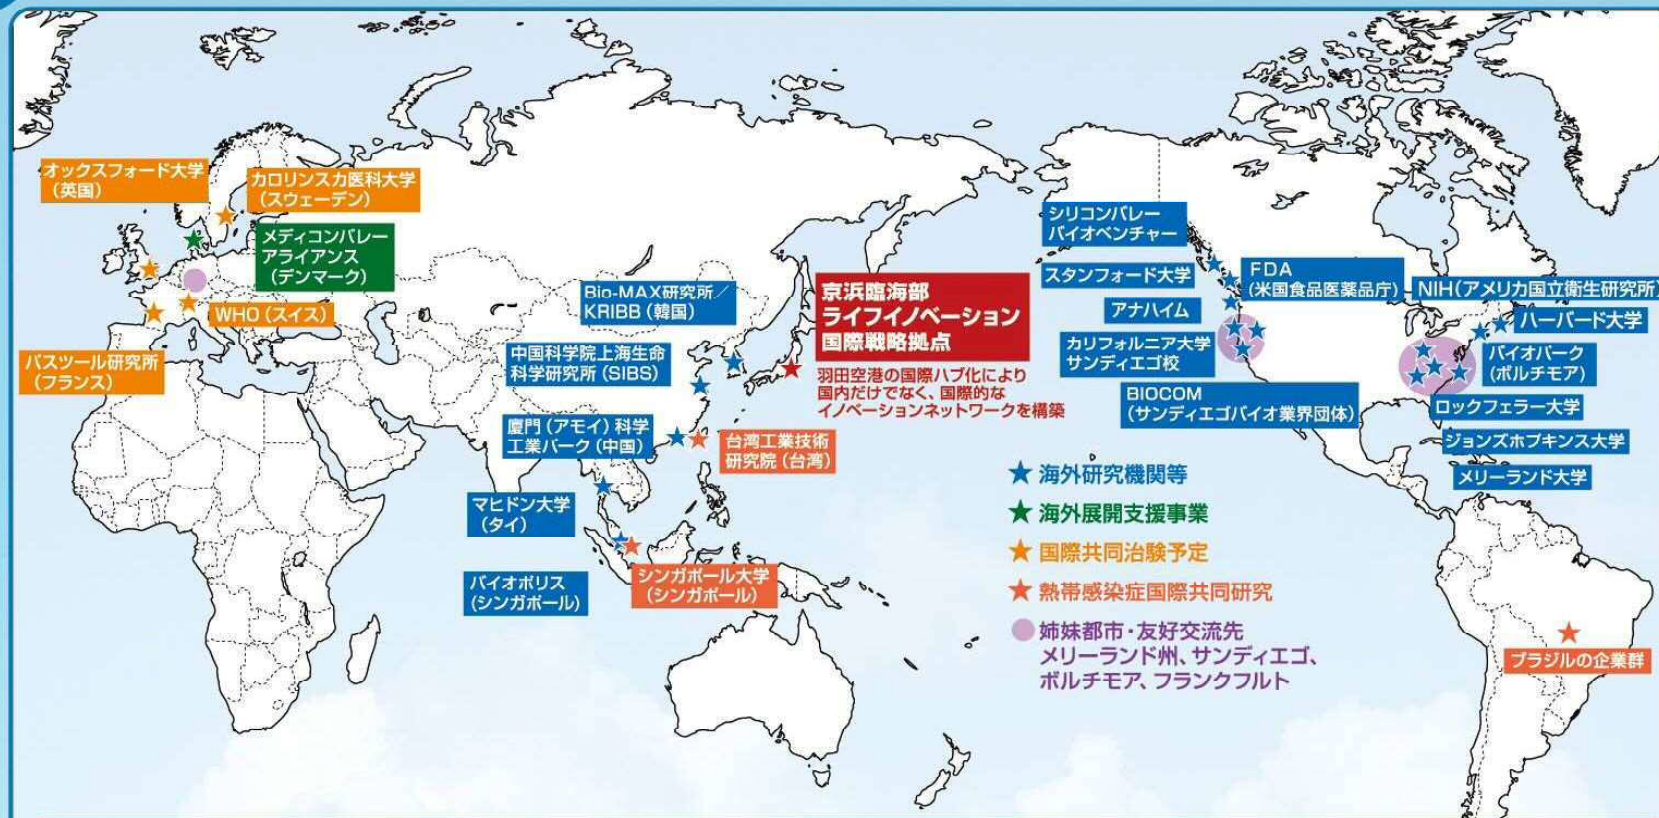 オックスフォード大学
（英国）
カロリンスカ医科大学
（スウェーデン）
メディコンバレー
アライアンス
（デンマーク）
WHO（スイス）
パスツール研究所
（フランス）
Bio-MAX研究所／
KRIBB（韓国）
中国科学院上海生命
科学研究所（SIBS）
厦門（アモイ）科学
工業パーク（中国）
台湾工業技術
研究院（台湾）
マヒドン大学
（タイ）
バイオポリス
（シンガポール）
シンガポール大学
（シンガポール）
京浜臨海部
ライフイノベーション
国際戦略拠点
羽田空港の国際ハブ化により
国内だけでなく、国際的な
イノベーションネットワークを構築
シリコンバレー
バイオベンチャー
スタンフォード大学
アナハイム
カリフォルニア大学
サンディエゴ校
BIOCOM
（サンディエゴバイオ業界団体）
FDA
（米国食品医薬品庁）
NIH（アメリカ国立衛生研究所）
ハーバード大学
バイオパーク
（ボルチモア）
ロックフェラー大学
ジョンズホプキンス大学
メリーランド大学
★海外研究機関等
★海外展開支援事業
★国際共同治験予定
★熱帯感染症国際共同研究
●姉妹都市・友好交流先
メリーランド州、サンディエゴ、
ボルチモア、フランクフルト
ブラジルの企業群